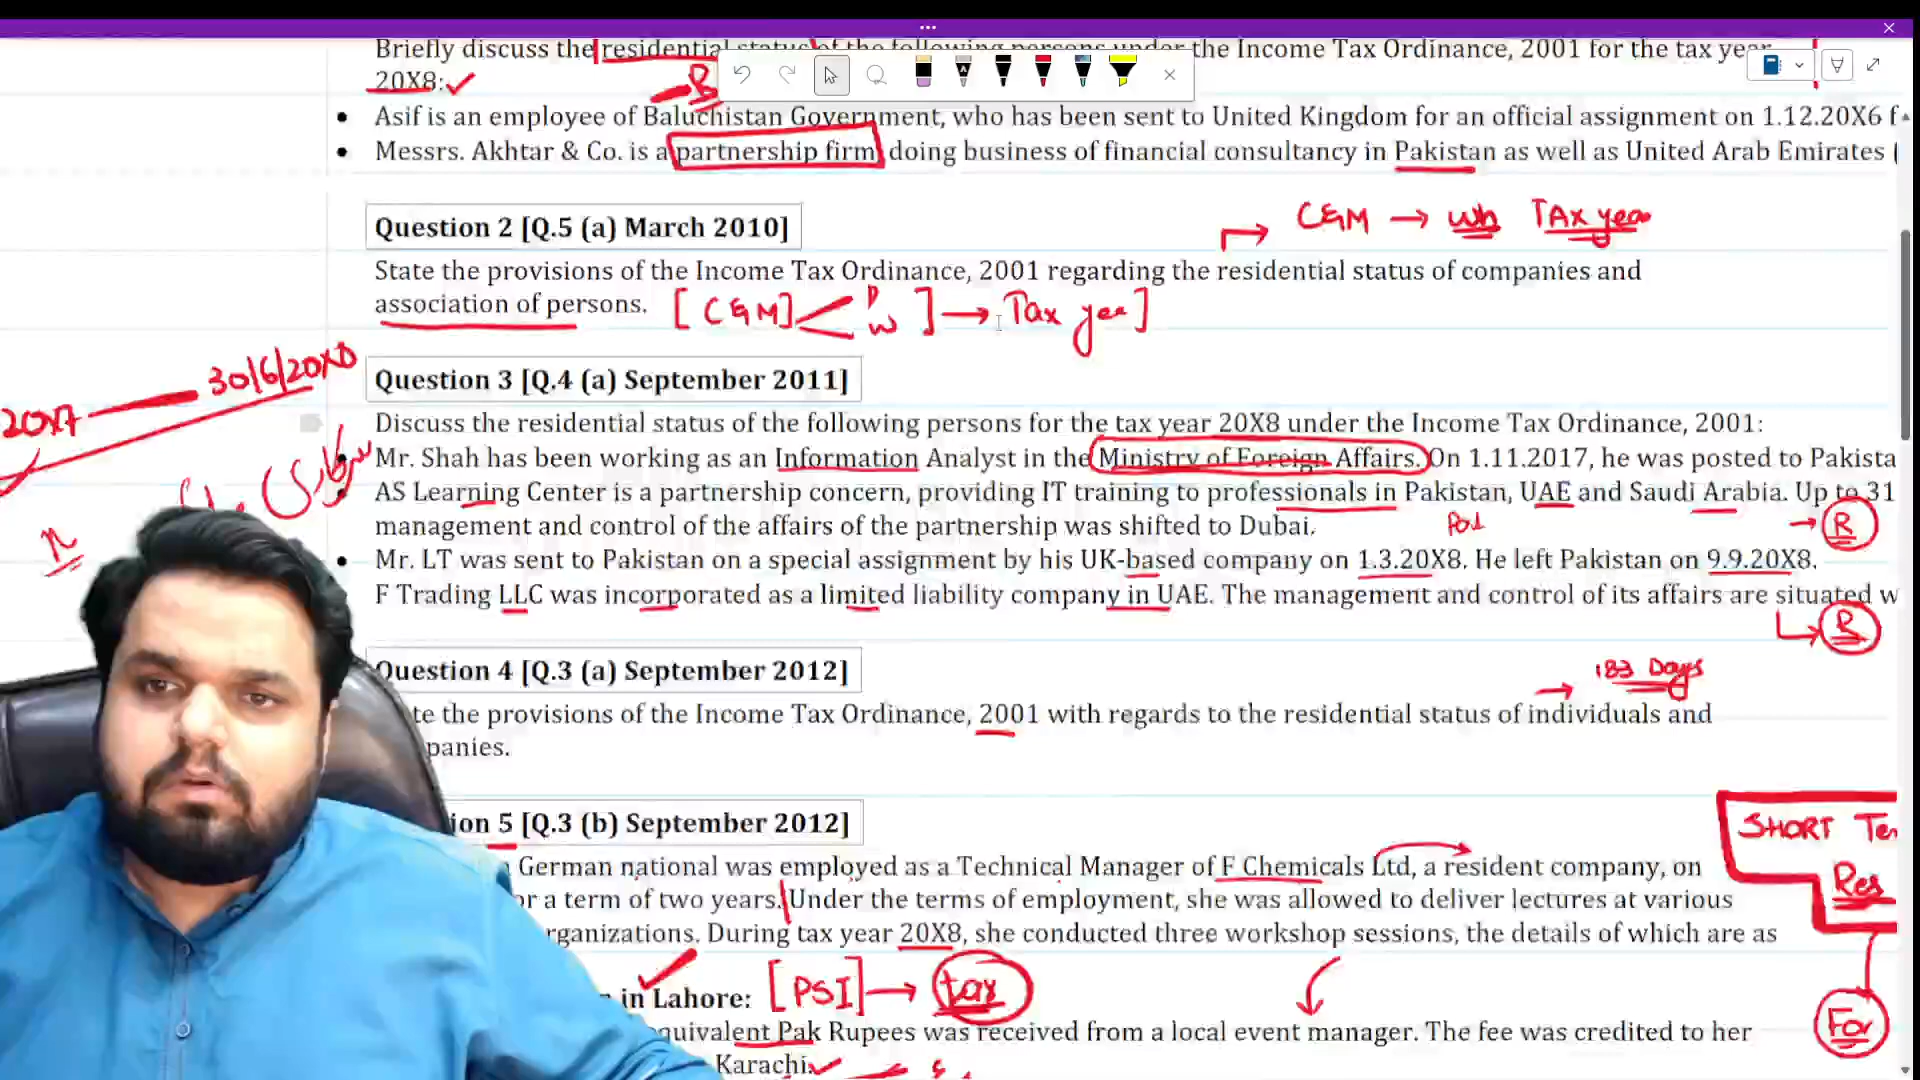 Briefly discuss the residential status of the following persons under the Income Tax Ordinance, 2001 for the tax year
20X8:
R
Asif is an employee of Baluchistan Government, who has been sent to United Kingdom for an official assignment on 1.12.20X6 f
Messrs. Akhtar & Co. is a partnership firm, doing business of financial consultancy in Pakistan as well as United Arab Emirates (
Question 2 [Q.5 (a) March 2010]
C&M → Wh TAX year
State the provisions of the Income Tax Ordinance, 2001 regarding the residential status of companies and
association of persons. [C&M] < P W ] → Tax year]
30/6/20X8
20X7
Question 3 [Q.4 (a) September 2011]
Discuss the residential status of the following persons for the tax year 20X8 under the Income Tax Ordinance, 2001:
Mr. Shah has been working as an Information Analyst in the Ministry of Foreign Affairs. On 1.11.2017, he was posted to Pakista
AS Learning Center is a partnership concern, providing IT training to professionals in Pakistan, UAE and Saudi Arabia. Up to 31
management and control of the affairs of the partnership was shifted to Dubai.
→ R
Mr. LT was sent to Pakistan on a special assignment by his UK-based company on 1.3.20X8. He left Pakistan on 9.9.20X8.
F Trading LLC was incorporated as a limited liability company in UAE. The management and control of its affairs are situated w
R
Question 4 [Q.3 (a) September 2012]
→ 183 Days
te the provisions of the Income Tax Ordinance, 2001 with regards to the residential status of individuals and
panies.
ion 5 [Q.3 (b) September 2012]
SHORT Te
Res
German national was employed as a Technical Manager of F Chemicals Ltd, a resident company, on
or a term of two years. Under the terms of employment, she was allowed to deliver lectures at various
rganizations. During tax year 20X8, she conducted three workshop sessions, the details of which are as
in Lahore: [PSI] → tax
For
quivalent Pak Rupees was received from a local event manager. The fee was credited to her
Karachi.